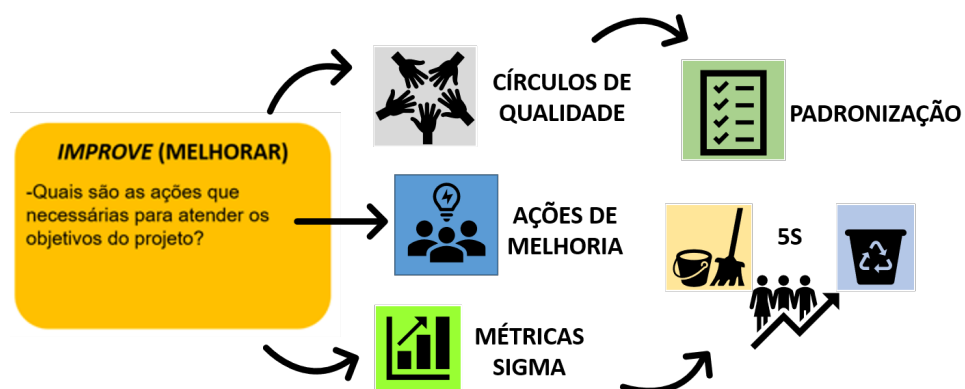 IMPROVE (MELHORAR)
-Quais são as ações que
necessárias para atender os
objetivos do projeto?
CÍRCULOS DE
QUALIDADE
PADRONIZAÇÃO
AÇÕES DE
MELHORIA
5S
MÉTRICAS
SIGMA